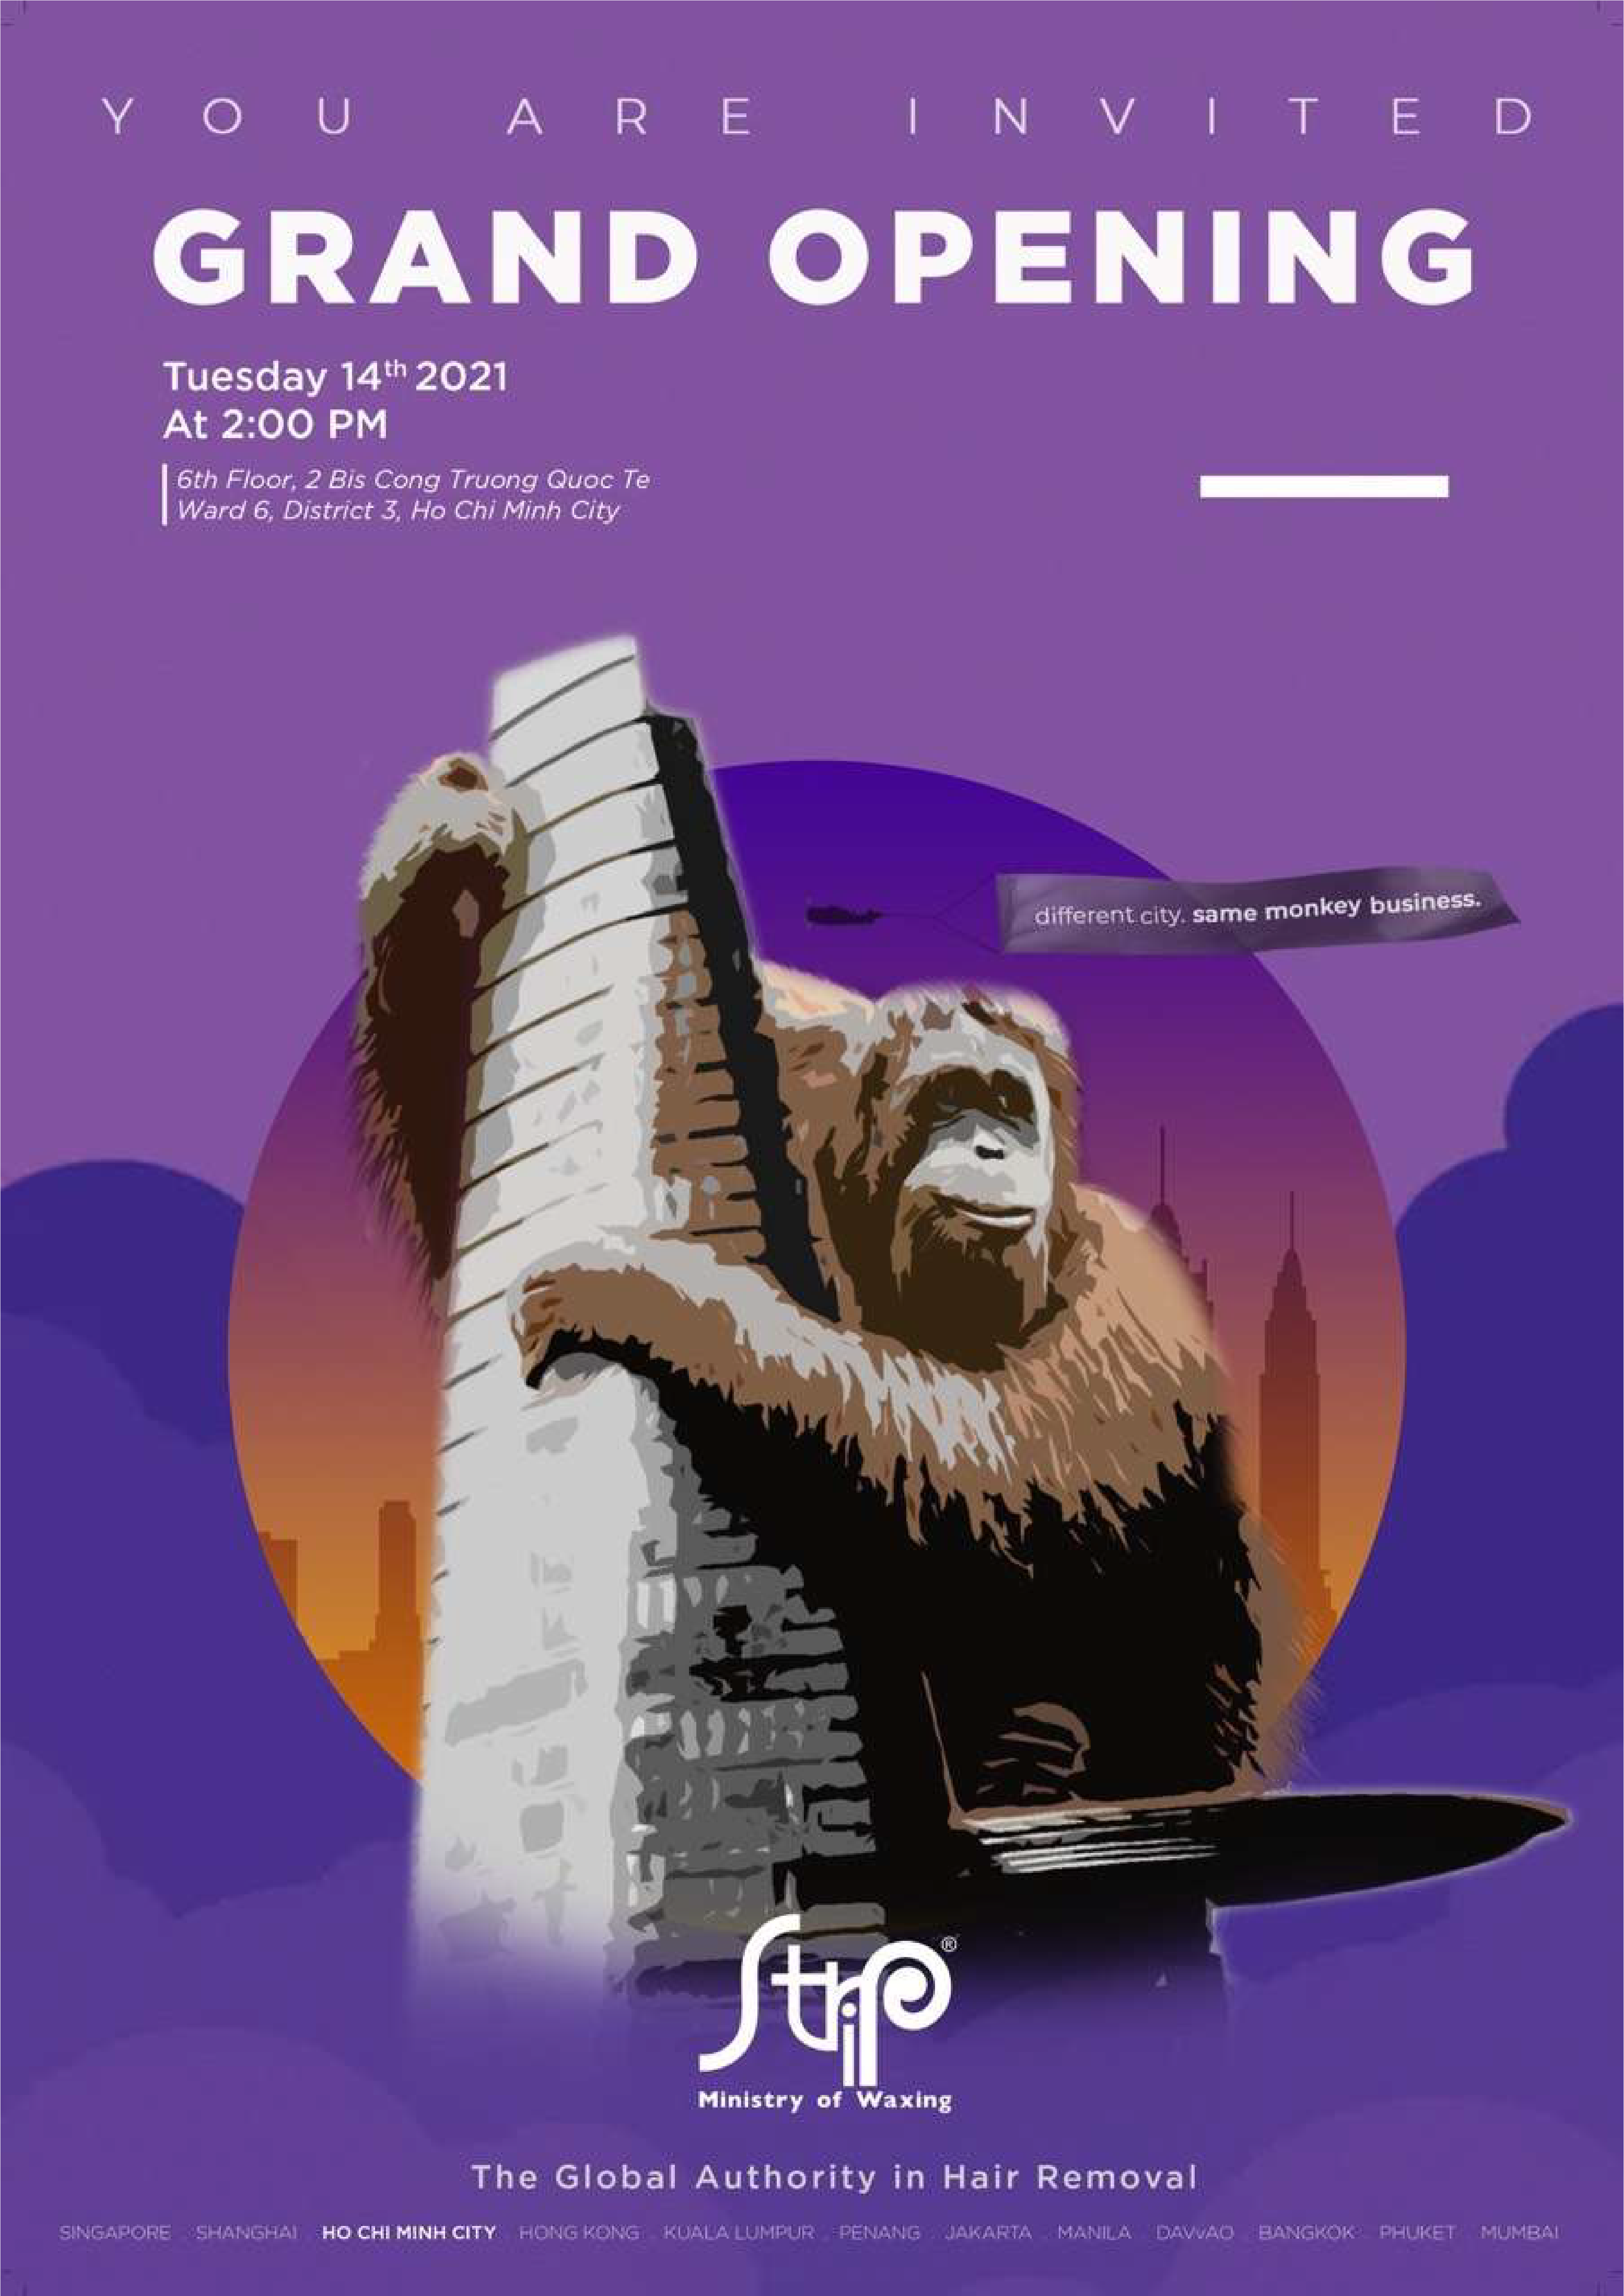 YOU ARE INVITED
GRAND OPENING
Tuesday 14th 2021
At 2:00 PM
6th Floor, 2 Bis Cong Truong Quoc Te
Ward 6, District 3, Ho Chi Minh City
different city. same monkey business.
Strip®
Ministry of Waxing
The Global Authority in Hair Removal
SINGAPORE SHANGHAI HO CHI MINH CITY HONG KONG KUALA LUMPUR PENANG JAKARTA MANILA DAVVAO BANGKOK PHUKET MUMBAI